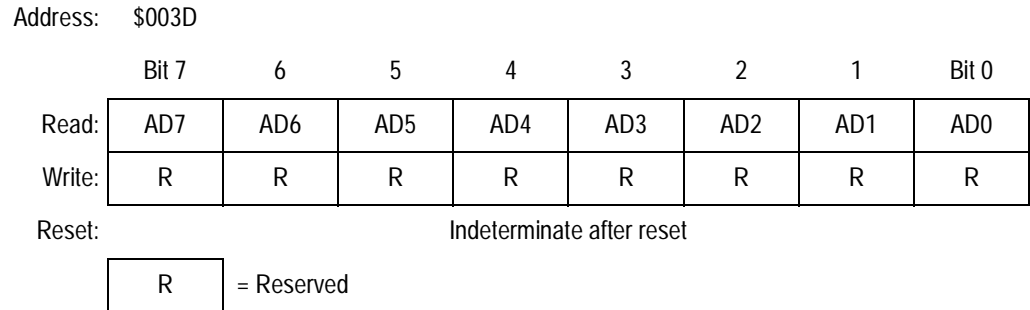 Address: $003D
Bit 7 6 5 4 3 2 1 Bit 0
Read: AD7 AD6 AD5 AD4 AD3 AD2 AD1 AD0
Write: R R R R R R R R
Reset: Indeterminate after reset
R = Reserved